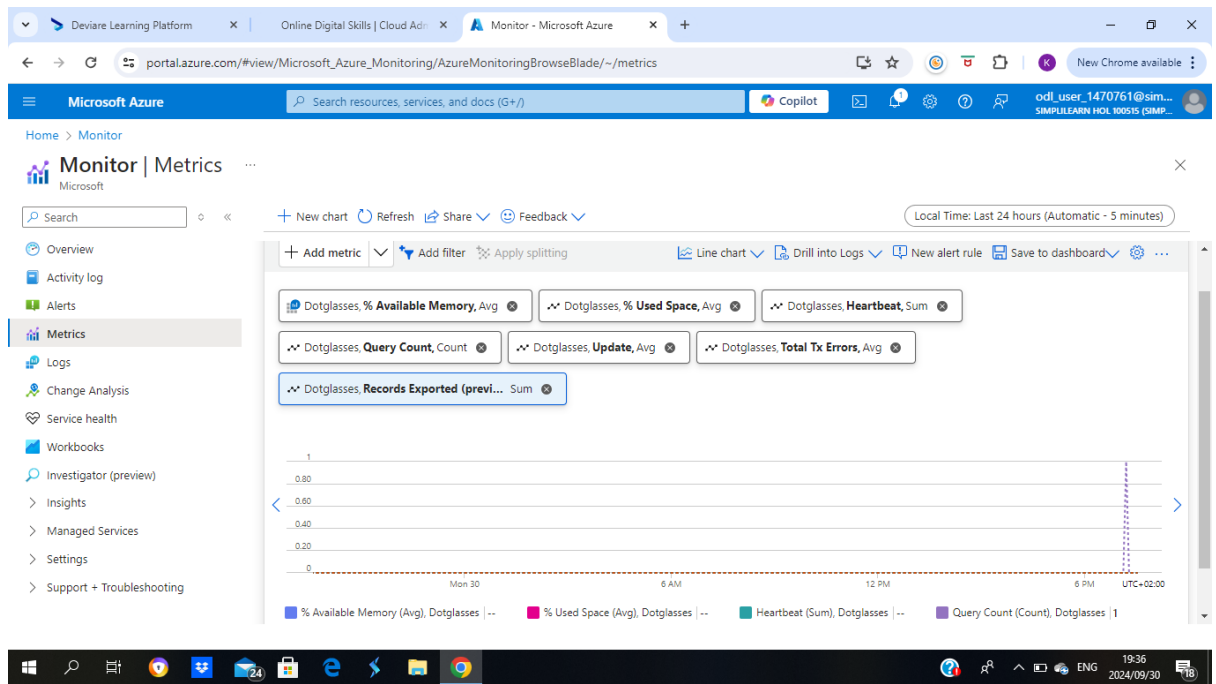 Deviare Learning Platform
Online Digital Skills | Cloud Adm
Monitor - Microsoft Azure
portal.azure.com/#view/Microsoft_Azure_Monitoring/AzureMonitoringBrowseBlade/~/metrics
K
New Chrome available
Microsoft Azure
Search resources, services, and docs (G+/)
Copilot
1
odl_user_1470761@sim...
SIMPLILEARN HOL 100515 (SIMP...
Home > Monitor
Monitor | Metrics ...
Microsoft
Search
New chart Refresh Share Feedback
Local Time: Last 24 hours (Automatic - 5 minutes)
Overview
Activity log
Alerts
Metrics
Logs
Change Analysis
Service health
Workbooks
Investigator (preview)
Insights
Managed Services
Settings
Support + Troubleshooting
Add metric Add filter Apply splitting Line chart Drill into Logs New alert rule Save to dashboard ...
Dotglasses, % Available Memory, Avg
Dotglasses, % Used Space, Avg
Dotglasses, Heartbeat, Sum
Dotglasses, Query Count, Count
Dotglasses, Update, Avg
Dotglasses, Total Tx Errors, Avg
Dotglasses, Records Exported (previ... Sum
1
0.80
0.60
0.40
0.20
0
Mon 30 6 AM 12 PM 6 PM UTC+02:00
% Available Memory (Avg), Dotglasses | --
% Used Space (Avg), Dotglasses | --
Heartbeat (Sum), Dotglasses | --
Query Count (Count), Dotglasses | 1
24
ENG
19:36
2024/09/30
18